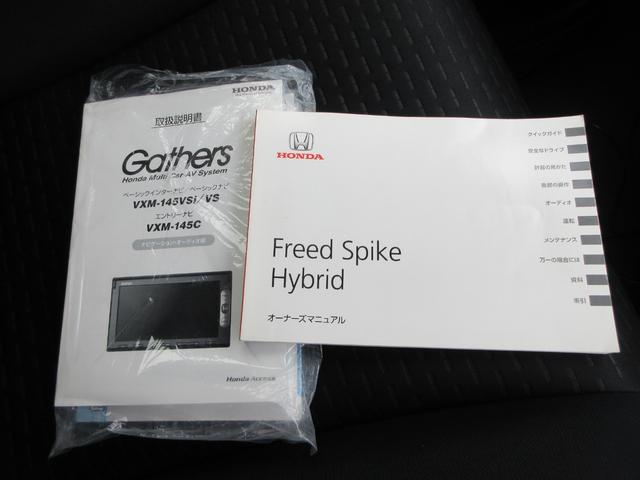 HONDA
取扱説明書
Gathers
Honda Multi Car AV System
ベーシックインターナビ/ベーシックナビ
VXM-145VSi/VS
エントリーナビ
VXM-145C
ナビゲーション・オーディオ編
Honda Access
HONDA
Freed Spike
Hybrid
オーナーズマニュアル
クイックガイド
安全なドライブ
計器の見かた
各部の操作
オーディオ
運転
メンテナンス
万一の場合には
資料
索引